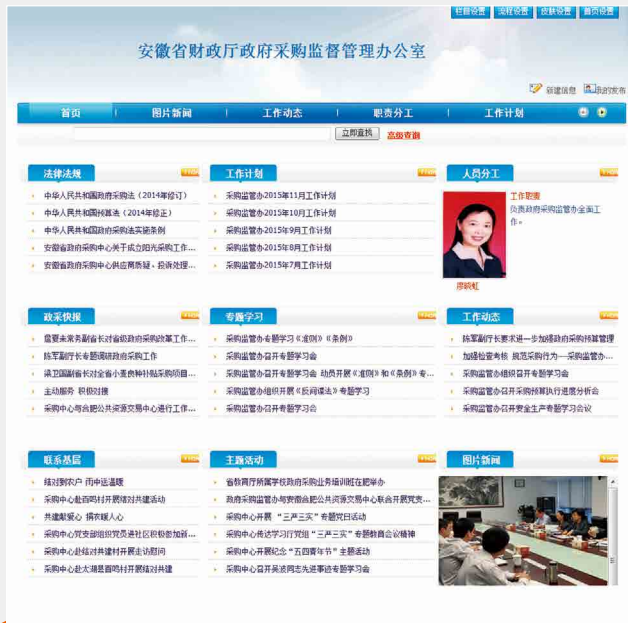 栏目设置 流程设置 皮肤设置 首页设置
安徽省财政厅政府采购监督管理办公室
新建信息 我的发布
首页 图片新闻 工作动态 职责分工 工作计划
立即查找 高级查询
法律法规
中华人民共和国政府采购法（2014年修订）
中华人民共和国预算法（2014年修正）
中华人民共和国政府采购法实施条例
安徽省政府采购中心关于成立阳光采购工作...
安徽省政府采购中心供应商质疑、投诉处理...
工作计划
采购监管办2015年11月工作计划
采购监管办2015年10月工作计划
采购监管办2015年9月工作计划
采购监管办2015年8月工作计划
采购监管办2015年7月工作计划
人员分工
工作职责
负责政府采购监管办全面工
作。
廖晓虹
政采快报
詹夏来常务副省长对省级政府采购改革工作...
陈军副厅长专题调研政府采购工作
梁卫国副省长对全省小麦良种补贴采购项目...
主动服务 积极对接
采购中心与合肥公共资源交易中心进行工作...
专题学习
采购监管办专题学习《准则》《条例》
采购监管办召开专题学习会
采购监管办召开专题学习会 动员开展《准则》和《条例》专...
采购监管办组织开展《反间谍法》专题学习
采购监管办召开专题学习会
工作动态
陈军副厅长要求进一步加强政府采购预算管理
加强检查考核 规范采购行为----采购监管办...
采购监管办组织召开专题学习会
采购监管办召开采购预算执行进度分析会
采购监管办召开安全生产专题学习会议
联系基层
结对到农户 雨中送温暖
采购中心赴百鸣村开展结对共建活动
共建献爱心 捐衣暖人心
采购中心党支部组织党员进社区积极参加新...
采购中心赴结对共建村开展走访慰问
采购中心赴太湖县百鸣村开展结对共建
主题活动
省教育厅所属学校政府采购业务培训班在肥举办
政府采购监管办与安徽合肥公共资源交易中心联合开展党支...
采购中心开展“三严三实”专题党日活动
采购中心传达学习厅党组“三严三实”专题教育会议精神
采购中心开展纪念“五四青年节”主题活动
采购中心召开吴波同志先进事迹专题学习会
图片新闻